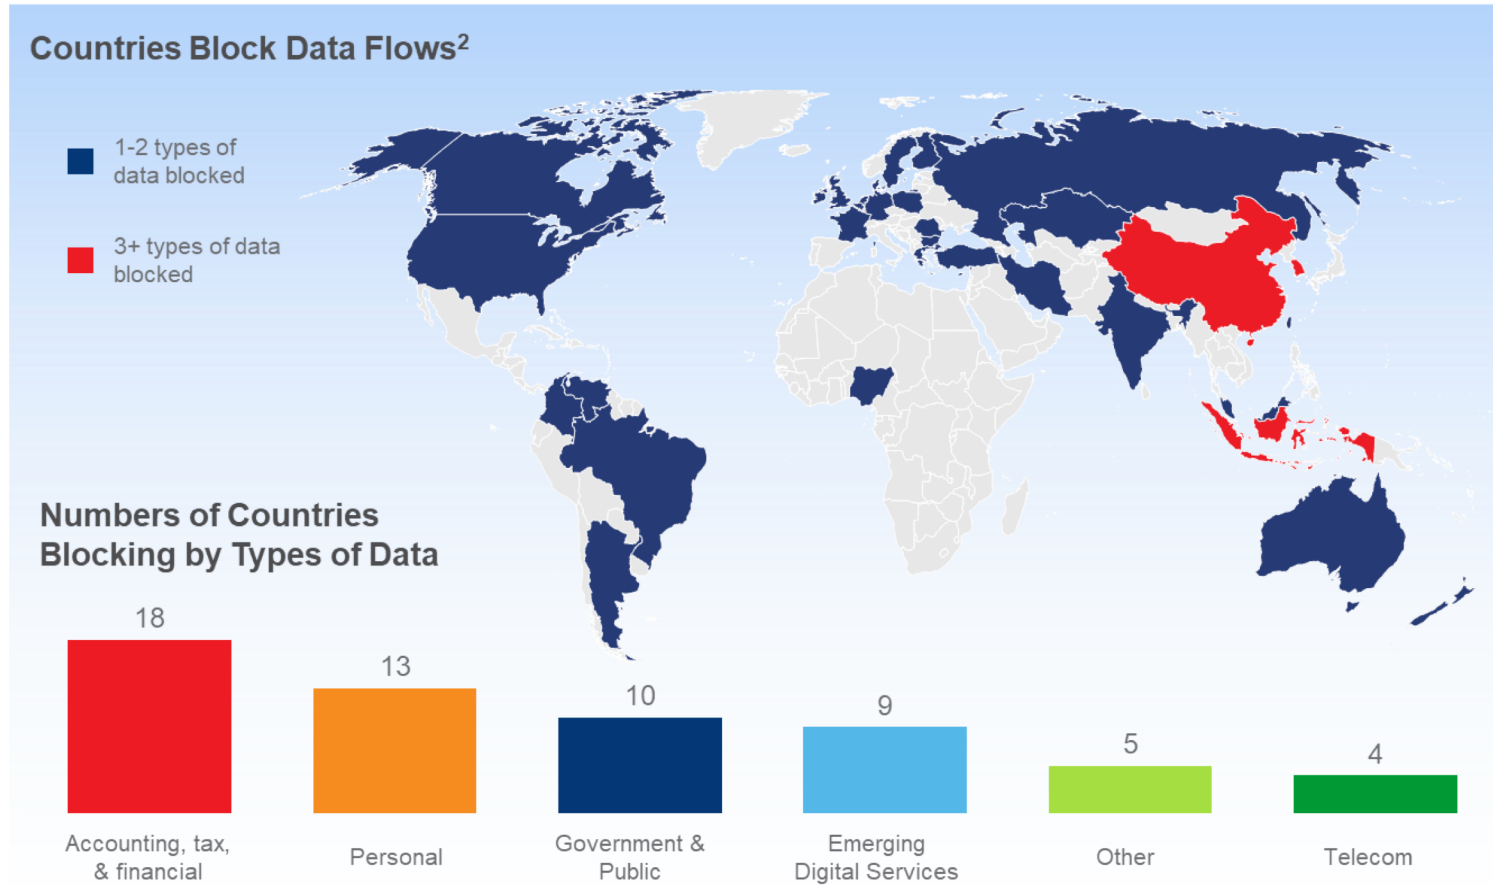 Countries Block Data Flows²
1-2 types of
data blocked
3+ types of data
blocked
Numbers of Countries
Blocking by Types of Data
18
13
10
9
5
4
Accounting, tax,
& financial
Personal
Government &
Public
Emerging
Digital Services
Other
Telecom